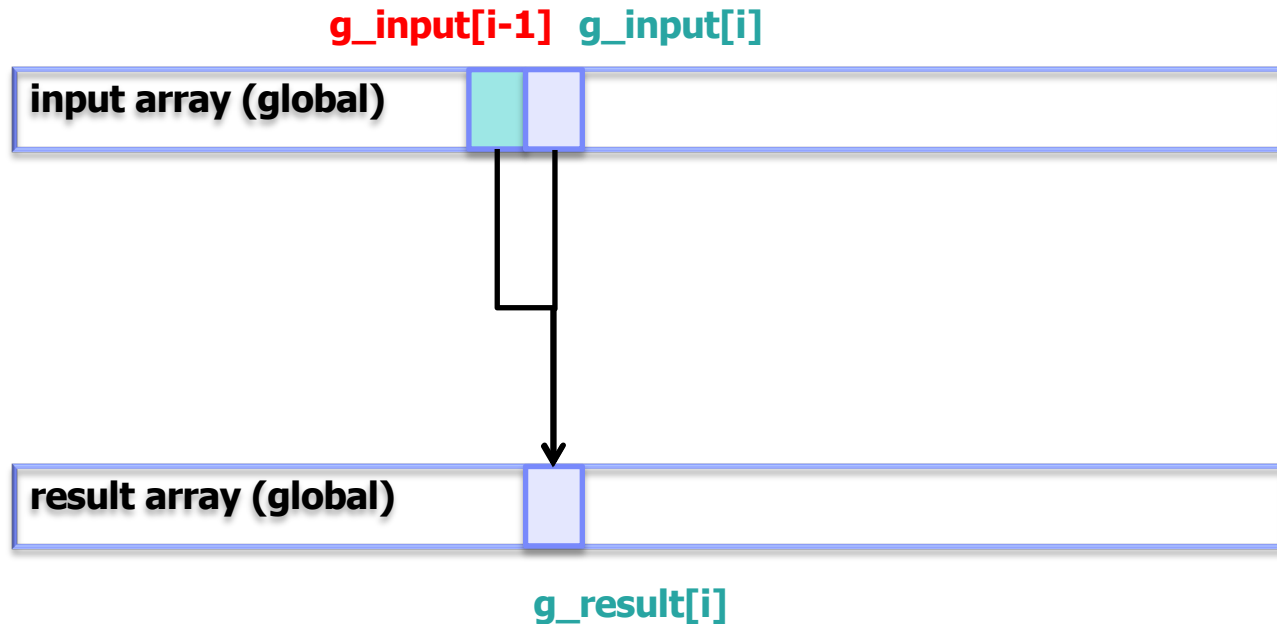 g_input[i-1] g_input[i]
input array (global)
result array (global)
g_result[i]